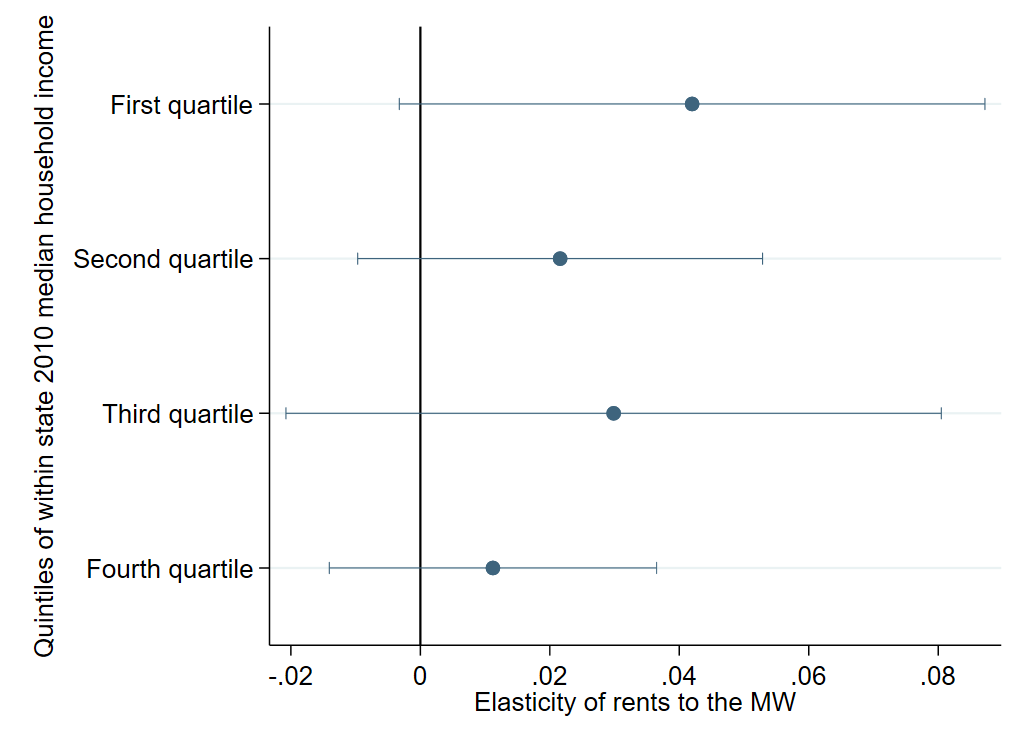 Quintiles of within state 2010 median household income
First quartile
Second quartile
Third quartile
Fourth quartile
-.02 0 .02 .04 .06 .08
Elasticity of rents to the MW